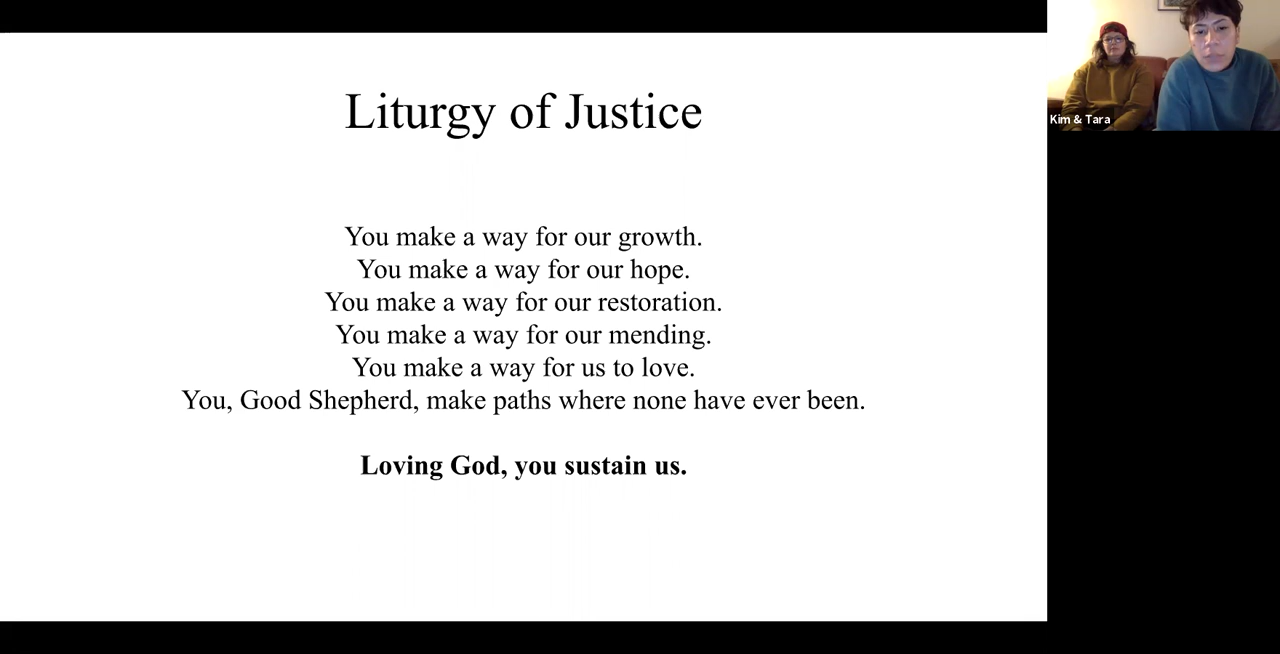 Liturgy of Justice
You make a way for our growth.
You make a way for our hope.
You make a way for our restoration.
You make a way for our mending.
You make a way for us to love.
You, Good Shepherd, make paths where none have ever been.
Loving God, you sustain us.
Kim & Tara